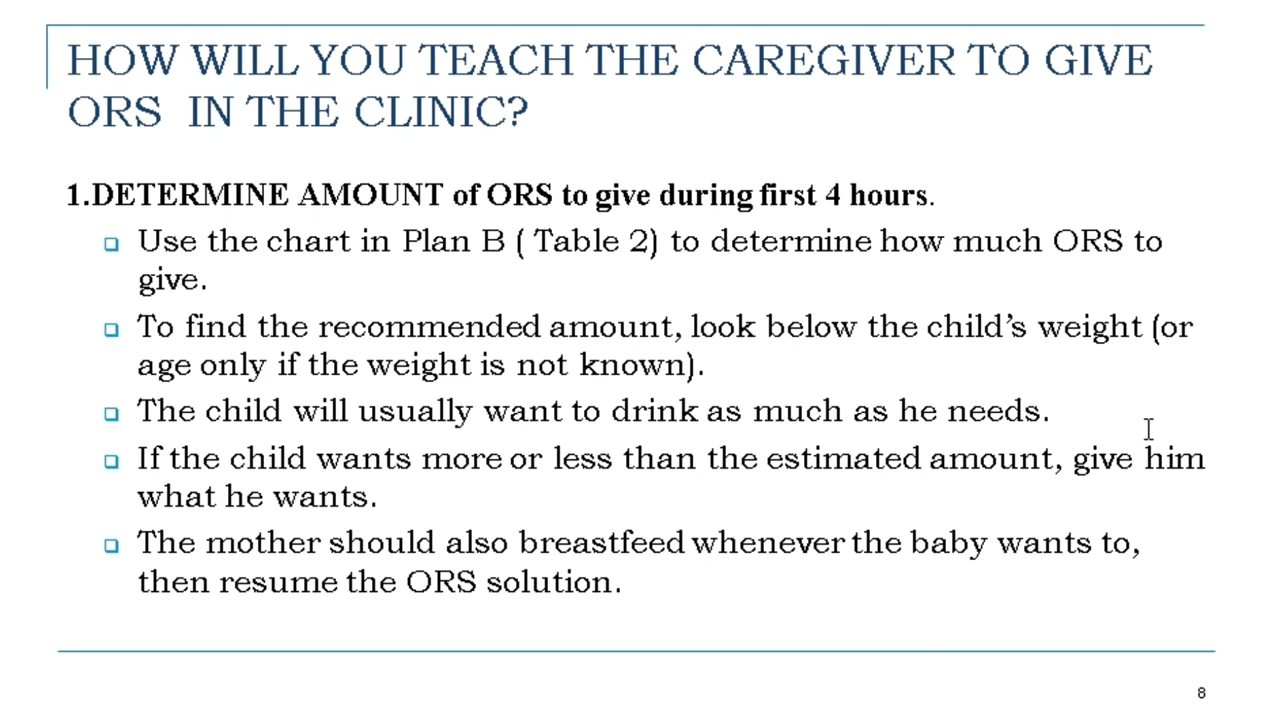 HOW WILL YOU TEACH THE CAREGIVER TO GIVE
ORS IN THE CLINIC?
1.DETERMINE AMOUNT of ORS to give during first 4 hours.
Use the chart in Plan B ( Table 2) to determine how much ORS to
give.
To find the recommended amount, look below the child’s weight (or
age only if the weight is not known).
The child will usually want to drink as much as he needs.
If the child wants more or less than the estimated amount, give him
what he wants.
The mother should also breastfeed whenever the baby wants to,
then resume the ORS solution.
8